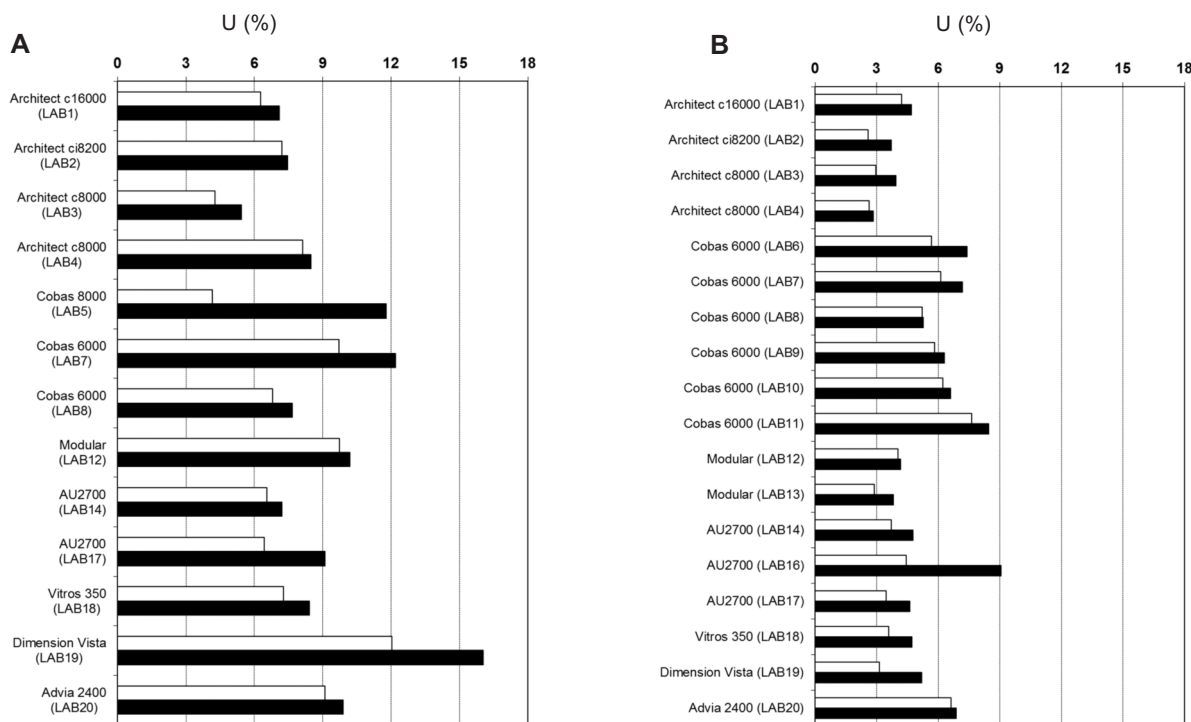 U (%)
A
0 3 6 9 12 15 18
Architect c16000
(LAB1)
Architect ci8200
(LAB2)
Architect c8000
(LAB3)
Architect c8000
(LAB4)
Cobas 8000
(LAB5)
Cobas 6000
(LAB7)
Cobas 6000
(LAB8)
Modular
(LAB12)
AU2700
(LAB14)
AU2700
(LAB17)
Vitros 350
(LAB18)
Dimension Vista
(LAB19)
Advia 2400
(LAB20)
U (%)
B
0 3 6 9 12 15 18
Architect c16000 (LAB1)
Architect ci8200 (LAB2)
Architect c8000 (LAB3)
Architect c8000 (LAB4)
Cobas 6000 (LAB6)
Cobas 6000 (LAB7)
Cobas 6000 (LAB8)
Cobas 6000 (LAB9)
Cobas 6000 (LAB10)
Cobas 6000 (LAB11)
Modular (LAB12)
Modular (LAB13)
AU2700 (LAB14)
AU2700 (LAB16)
AU2700 (LAB17)
Vitros 350 (LAB18)
Dimension Vista (LAB19)
Advia 2400 (LAB20)